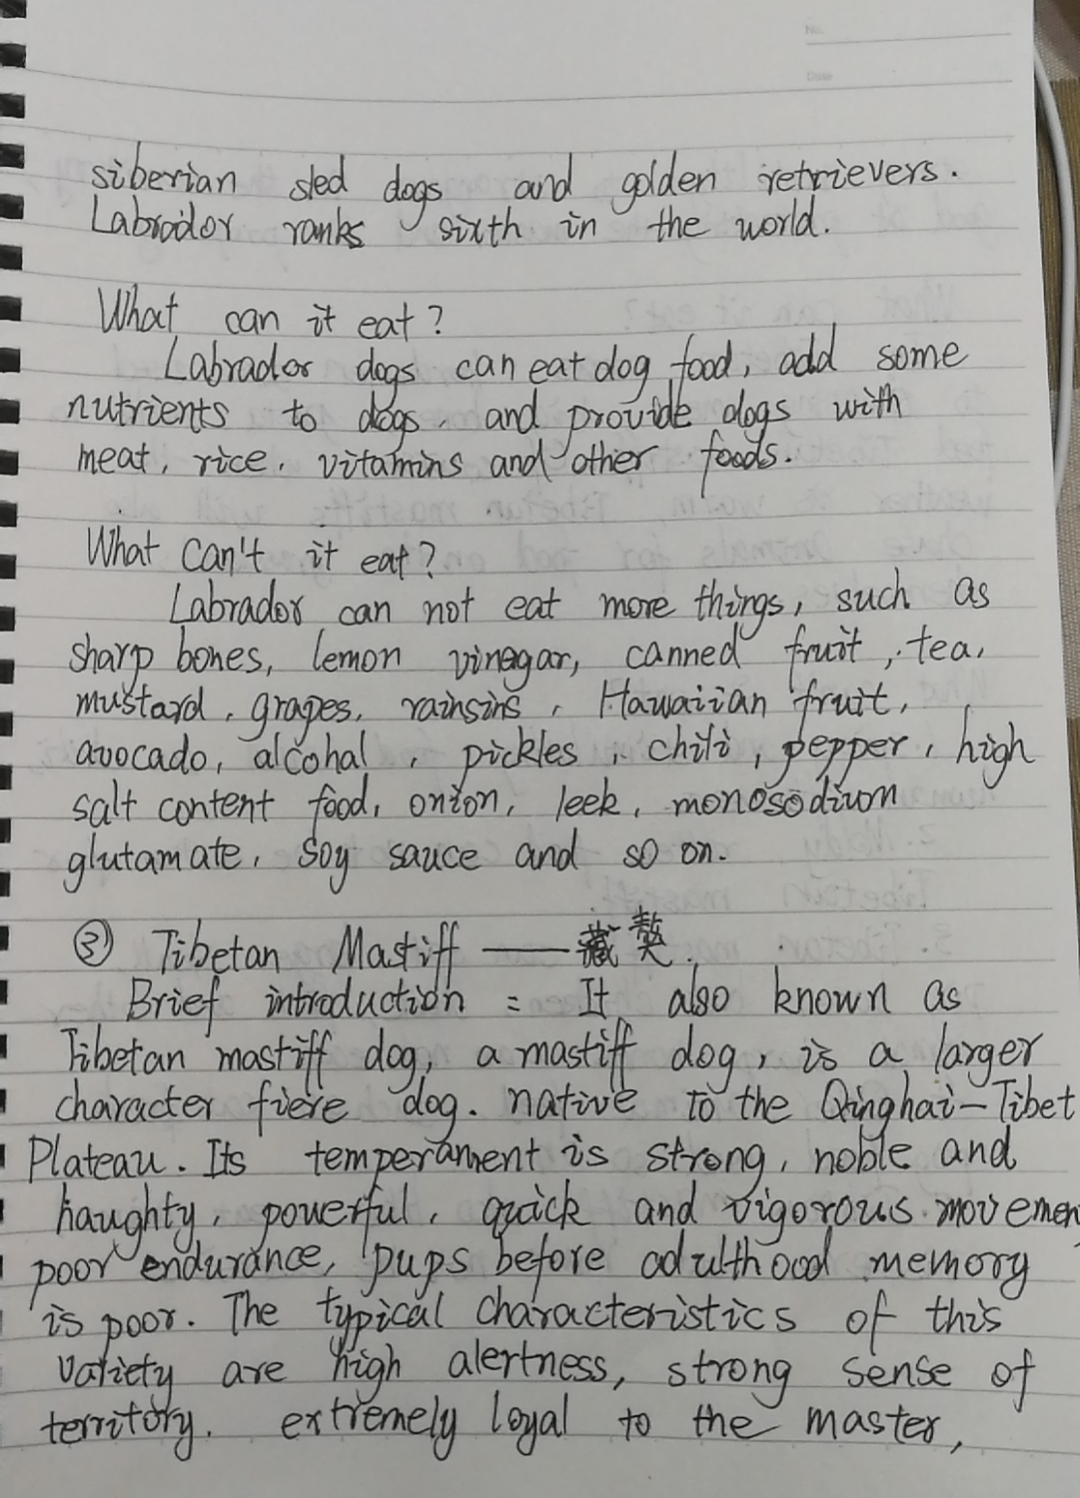 No.
Date
siberian sled dogs and golden retrievers.
Labrador ranks sixth in the world.
What can it eat?
Labrador dogs can eat dog food, add some
nutrients to dogs, and provide dogs with
meat, rice, vitamins and other foods.
What can't it eat?
Labrador can not eat more things, such as
sharp bones, lemon vinegar, canned fruit, tea,
mustard, grapes, rainsins, Hawaiian fruit,
avocado, alcohal, pickles, chili, pepper, high
salt content food, onion, leek, monosodium
glutamate, soy sauce and so on.
③ Tibetan Mastiff ——藏獒.
Brief introduction = It also known as
Tibetan mastiff dog, a mastiff dog, is a larger
character fiere dog. native to the Qinghai-Tibet
Plateau. Its temperament is strong, noble and
haughty, powerful, quick and vigorous movemen
poor endurance, pups before adulthood memory
is poor. The typical characteristics of this
variety are high alertness, strong sense of
territory. extremely loyal to the master,